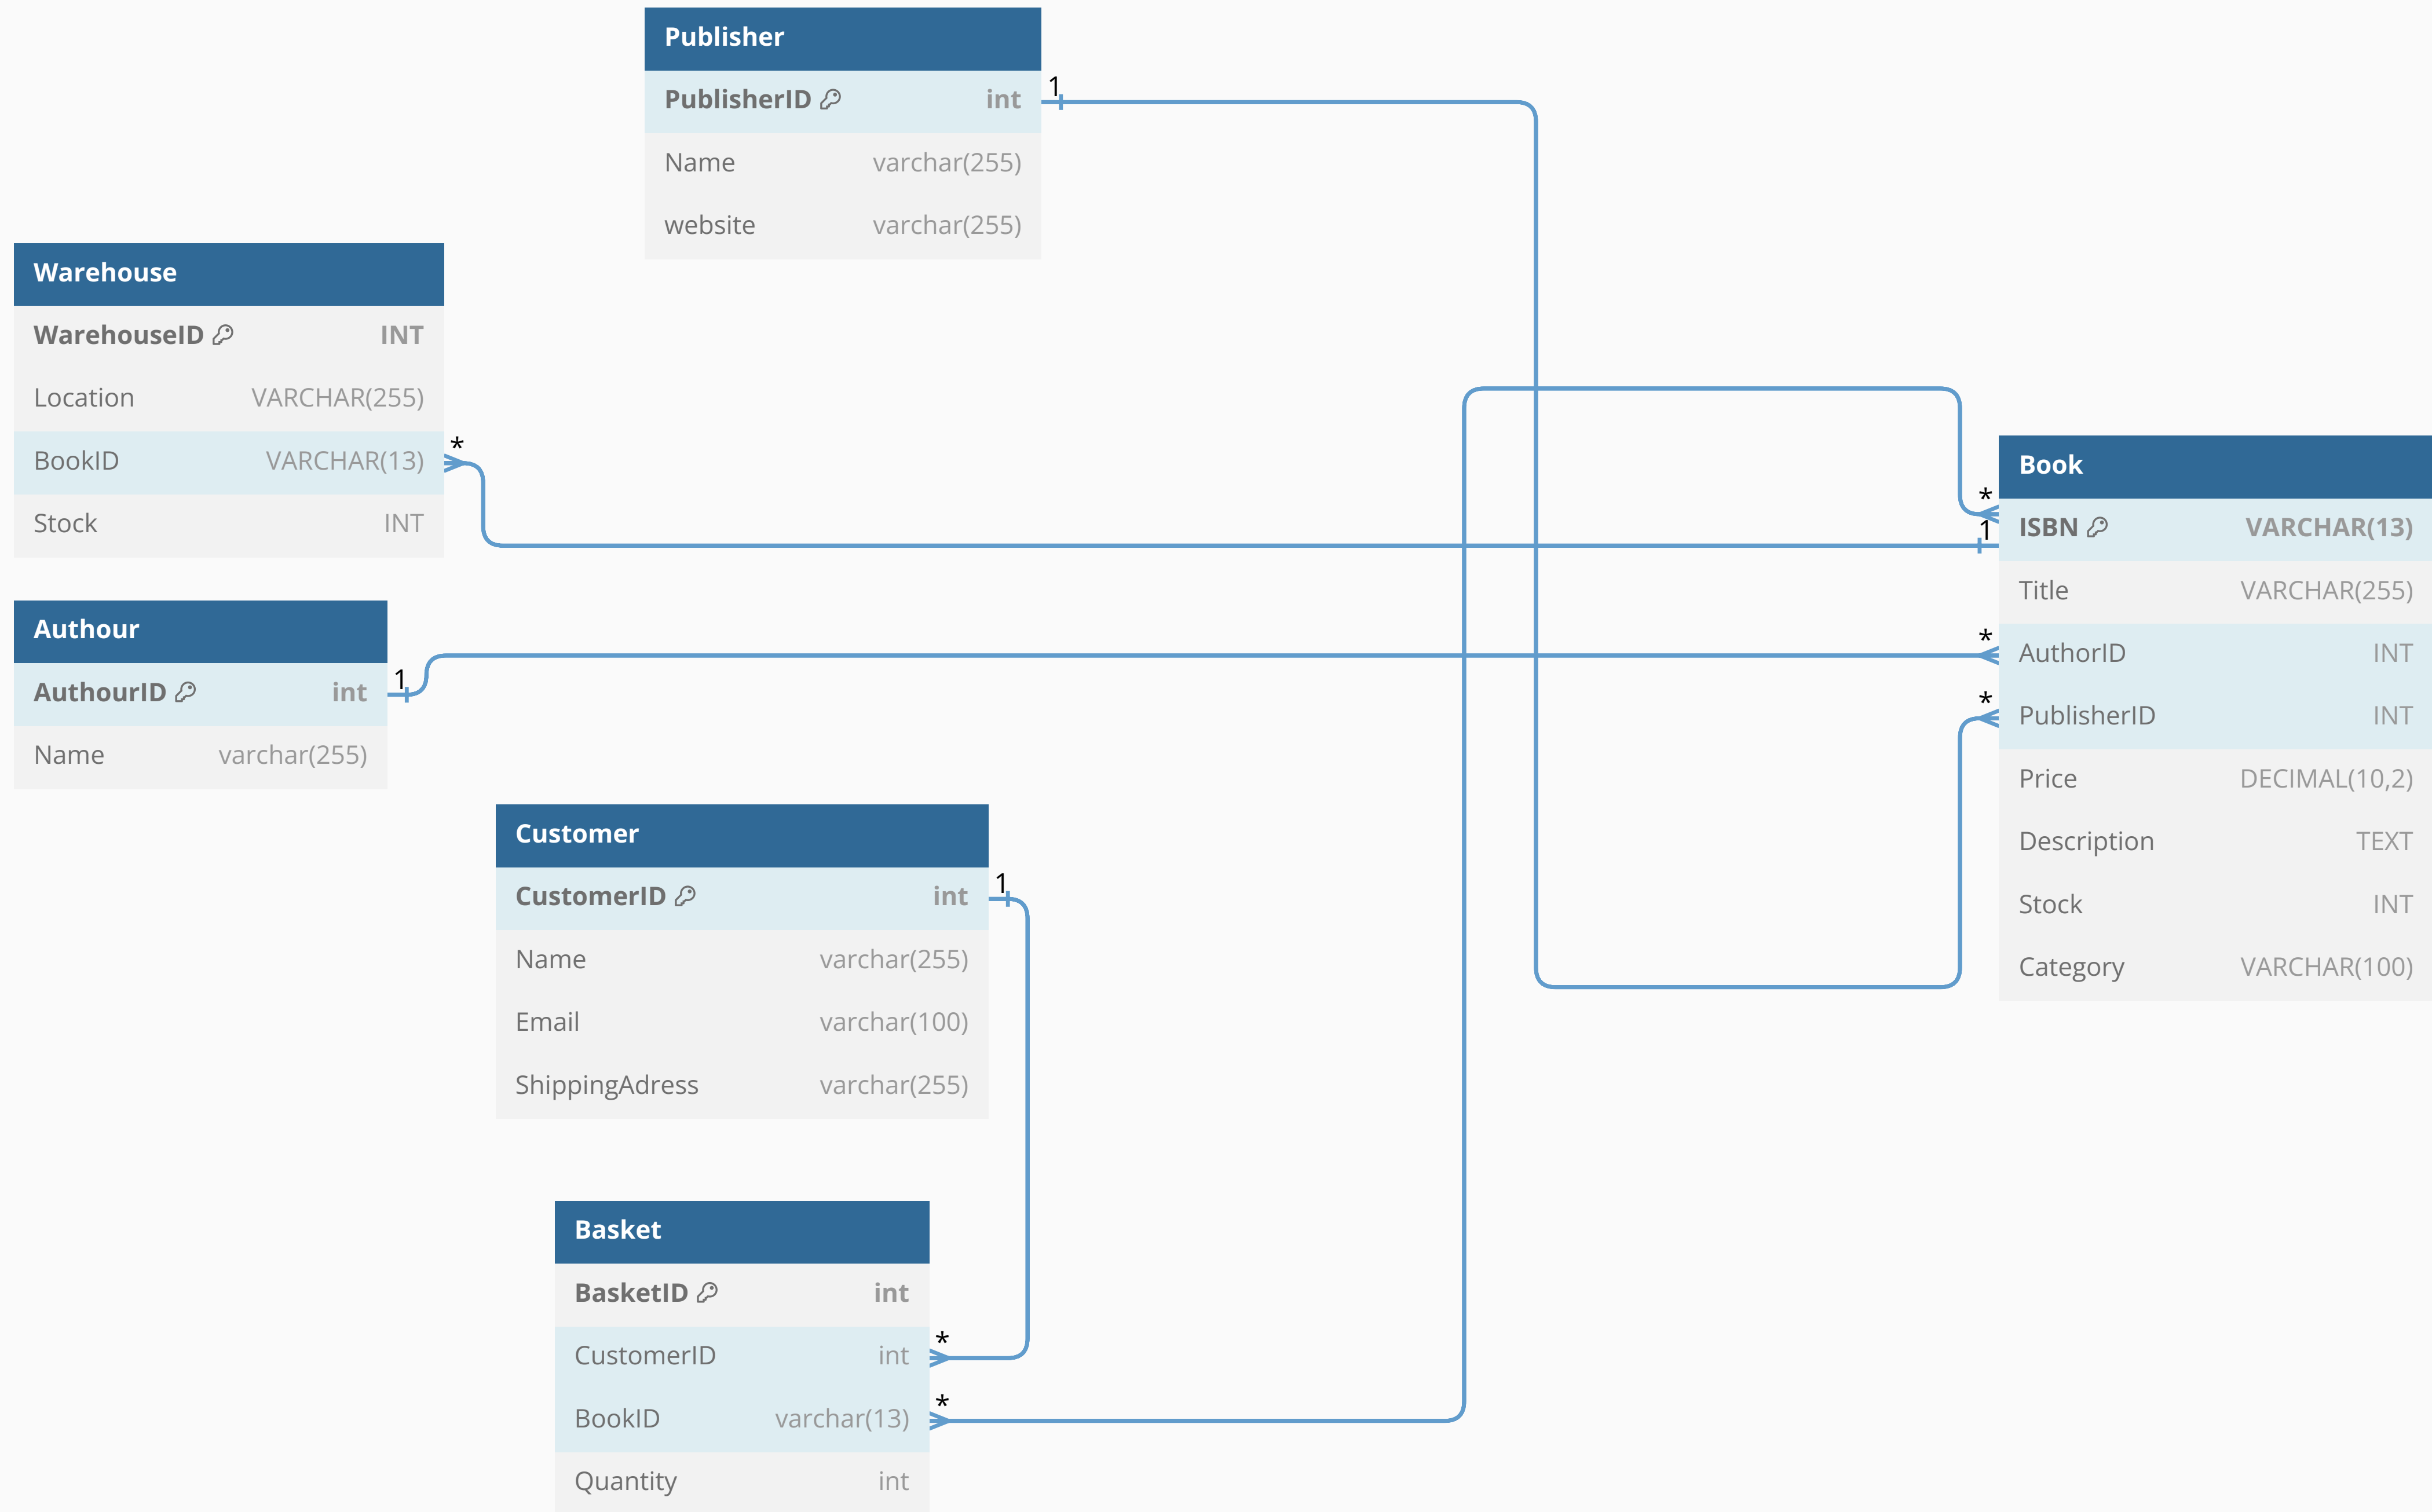 Publisher
PublisherID int
Name varchar(255)
website varchar(255)
1
Warehouse
WarehouseID INT
Location VARCHAR(255)
BookID VARCHAR(13)
Stock INT
*
Book
ISBN VARCHAR(13)
Title VARCHAR(255)
AuthorID INT
PublisherID INT
Price DECIMAL(10,2)
Description TEXT
Stock INT
Category VARCHAR(100)
*
1
*
*
Authour
AuthourID int
Name varchar(255)
1
Customer
CustomerID int
Name varchar(255)
Email varchar(100)
ShippingAdress varchar(255)
1
Basket
BasketID int
CustomerID int
BookID varchar(13)
Quantity int
*
*